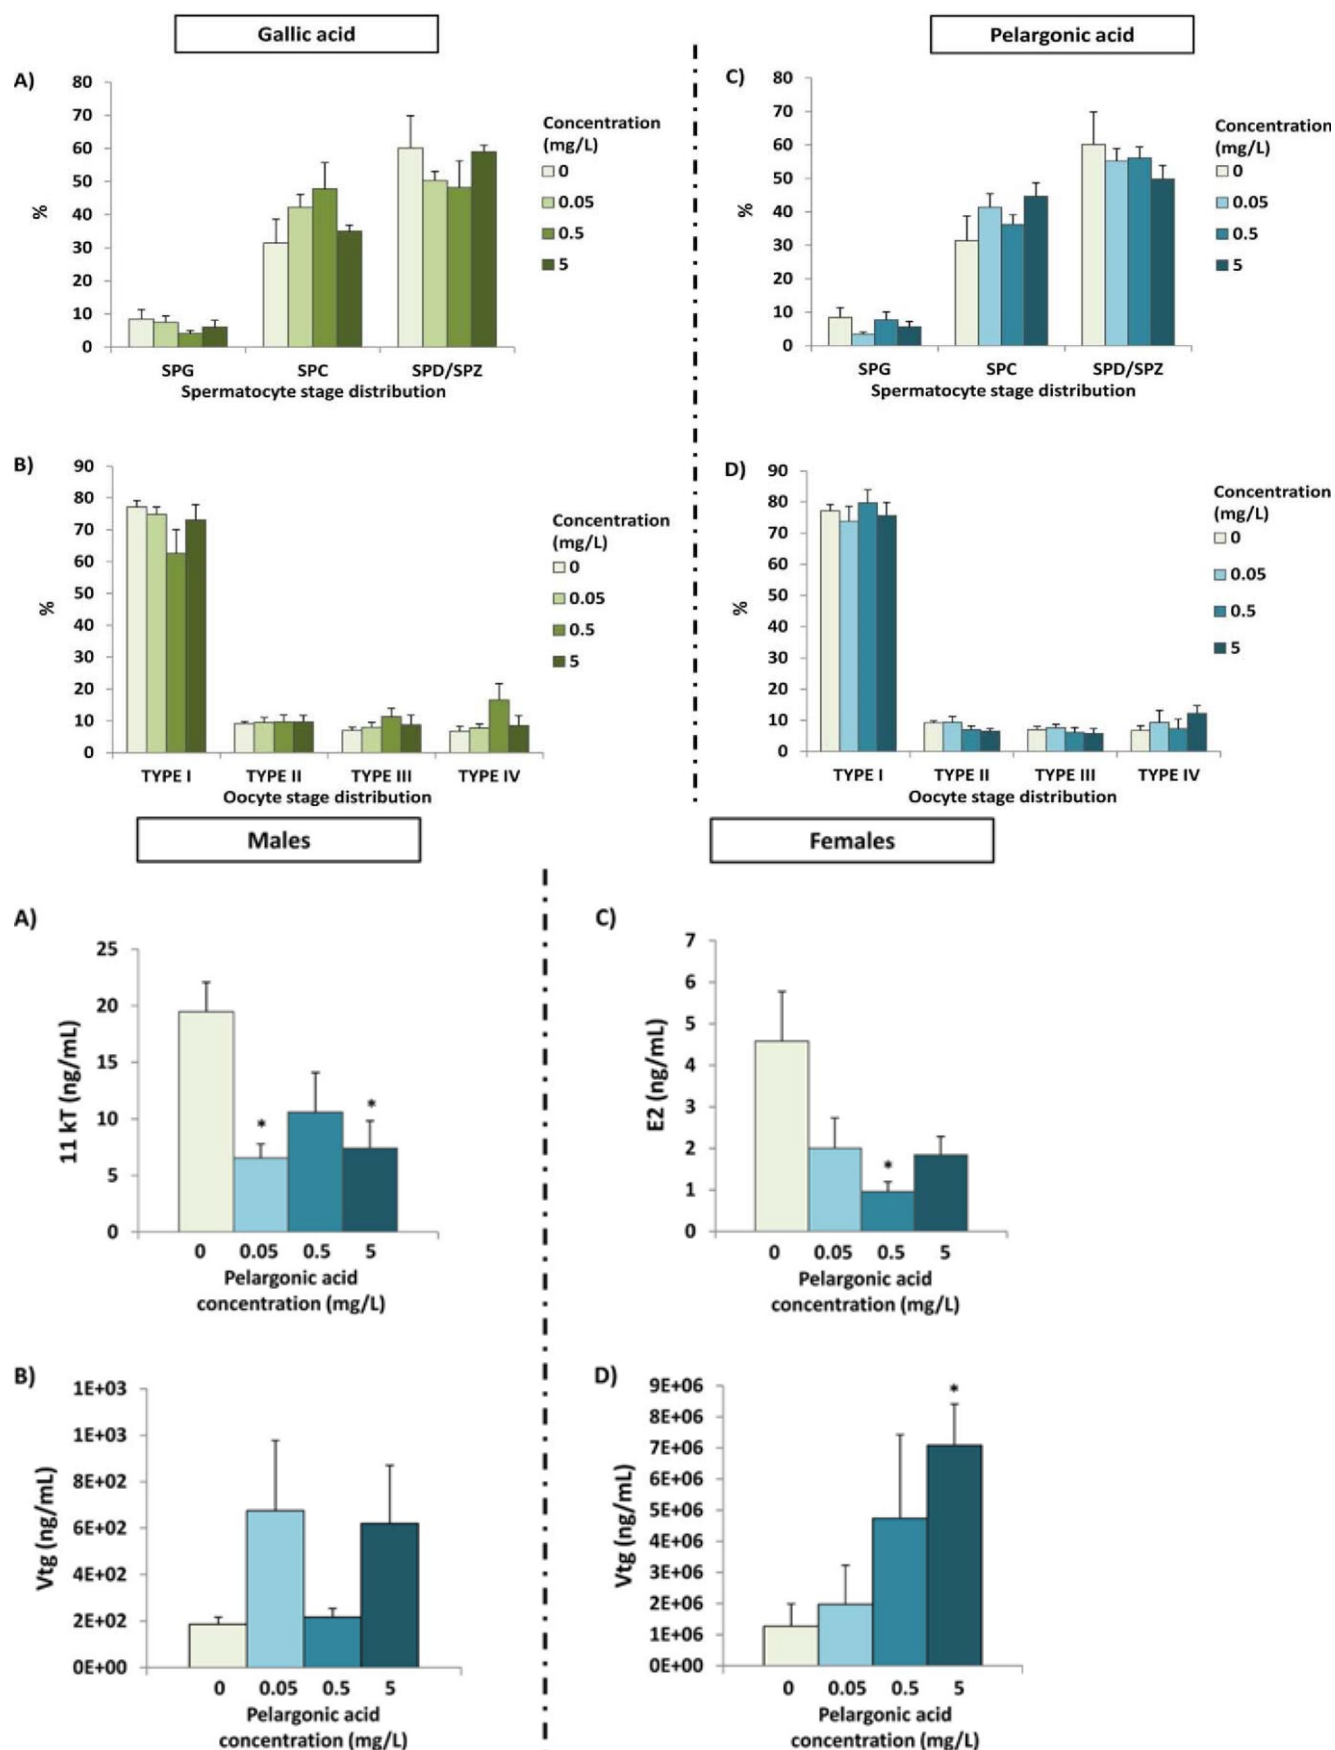 Gallic acid
Pelargonic acid
A)
80
70
60
50
40
30
20
10
0
%
SPG SPC SPD/SPZ
Spermatocyte stage distribution
Concentration
(mg/L)
0
0.05
0.5
5
C)
80
70
60
50
40
30
20
10
0
%
SPG SPC SPD/SPZ
Spermatocyte stage distribution
Concentration
(mg/L)
0
0.05
0.5
5
B)
90
80
70
60
50
40
30
20
10
0
%
TYPE I TYPE II TYPE III TYPE IV
Oocyte stage distribution
Concentration
(mg/L)
0
0.05
0.5
5
D)
90
80
70
60
50
40
30
20
10
0
%
TYPE I TYPE II TYPE III TYPE IV
Oocyte stage distribution
Concentration
(mg/L)
0
0.05
0.5
5
Males
Females
A)
25
20
15
10
5
0
11 kT (ng/mL)
*
*
0 0.05 0.5 5
Pelargonic acid
concentration (mg/L)
C)
7
6
5
4
3
2
1
0
E2 (ng/mL)
*
0 0.05 0.5 5
Pelargonic acid
concentration (mg/L)
B)
1E+03
1E+03
8E+02
6E+02
4E+02
2E+02
0E+00
Vtg (ng/mL)
0 0.05 0.5 5
Pelargonic acid
concentration (mg/L)
D)
9E+06
8E+06
7E+06
6E+06
5E+06
4E+06
3E+06
2E+06
1E+06
0E+00
Vtg (ng/mL)
*
0 0.05 0.5 5
Pelargonic acid
concentration (mg/L)